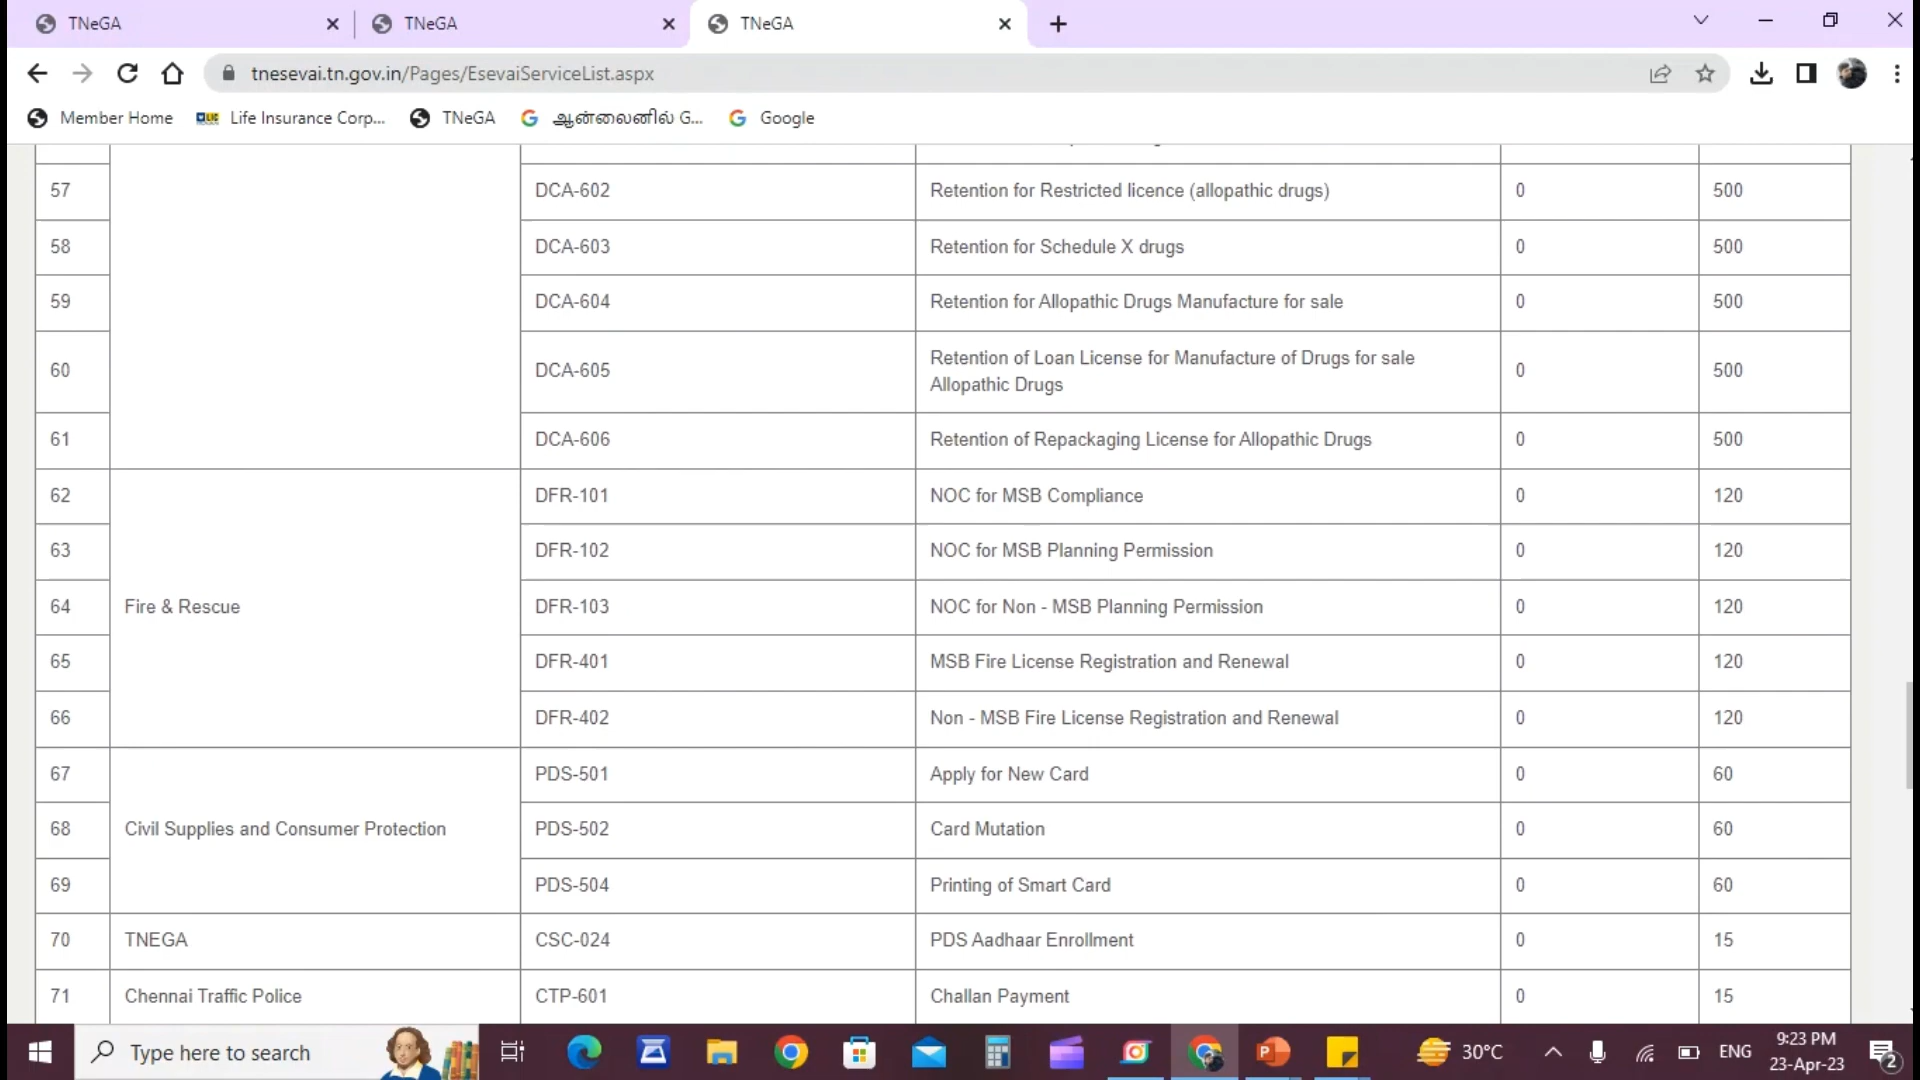 TNeGA
TNeGA
TNeGA
tnesevai.tn.gov.in/Pages/EsevaiServiceList.aspx
Member Home
Life Insurance Corp...
TNeGA
ஆன்லைனில் G...
Google
57 DCA-602 Retention for Restricted licence (allopathic drugs) 0 500
58 DCA-603 Retention for Schedule X drugs 0 500
59 DCA-604 Retention for Allopathic Drugs Manufacture for sale 0 500
60 DCA-605 Retention of Loan License for Manufacture of Drugs for sale 0 500
Allopathic Drugs
61 DCA-606 Retention of Repackaging License for Allopathic Drugs 0 500
62 DFR-101 NOC for MSB Compliance 0 120
63 DFR-102 NOC for MSB Planning Permission 0 120
64 Fire & Rescue DFR-103 NOC for Non - MSB Planning Permission 0 120
65 DFR-401 MSB Fire License Registration and Renewal 0 120
66 DFR-402 Non - MSB Fire License Registration and Renewal 0 120
67 PDS-501 Apply for New Card 0 60
68 Civil Supplies and Consumer Protection PDS-502 Card Mutation 0 60
69 PDS-504 Printing of Smart Card 0 60
70 TNEGA CSC-024 PDS Aadhaar Enrollment 0 15
71 Chennai Traffic Police CTP-601 Challan Payment 0 15
Type here to search
30°C
ENG
9:23 PM
23-Apr-23
2